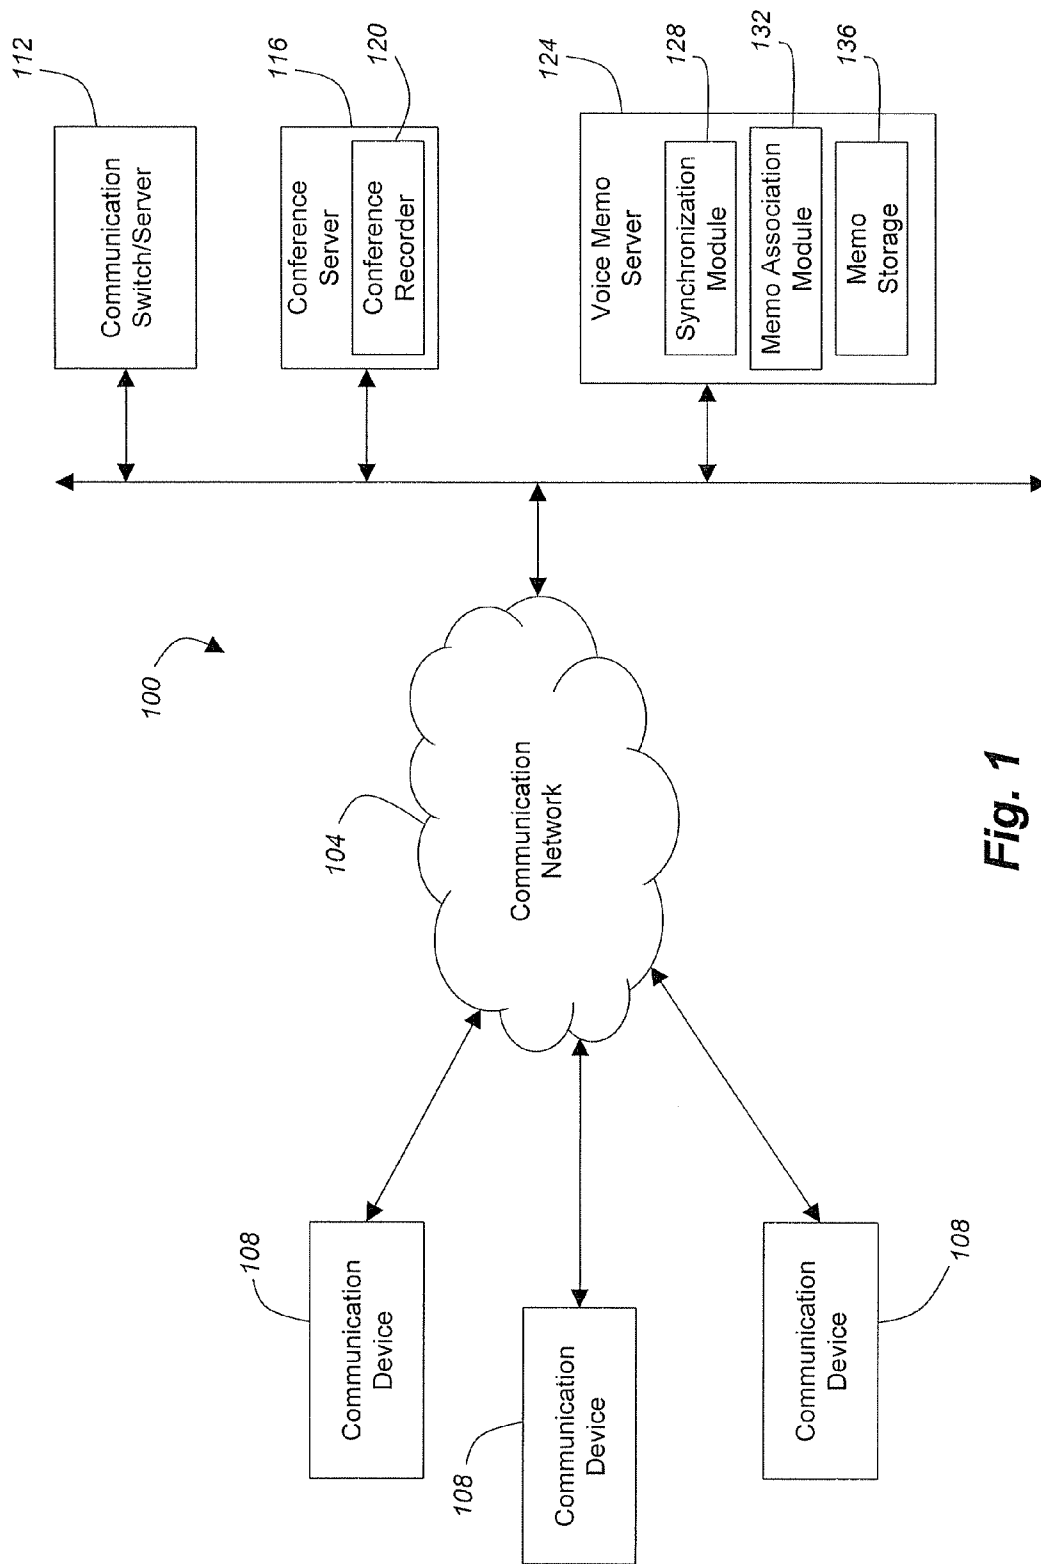 100
112
Communication
Switch/Server
116
120
Conference
Server
Conference
Recorder
124
128
132
136
Voice Memo
Server
Synchronization
Module
Memo Association
Module
Memo
Storage
104
Communication
Network
108
Communication
Device
108
Communication
Device
108
Communication
Device
Fig. 1